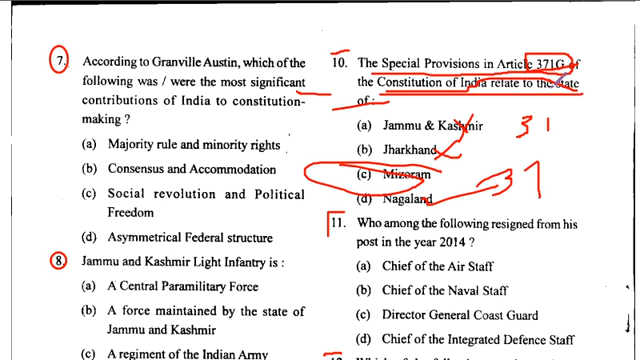 7. According to Granville Austin, which of the
following was / were the most significant
contributions of India to constitution-
making ?
(a) Majority rule and minority rights
(b) Consensus and Accommodation
(c) Social revolution and Political
Freedom
(d) Asymmetrical Federal structure
8. Jammu and Kashmir Light Infantry is :
(a) A Central Paramilitary Force
(b) A force maintained by the state of
Jammu and Kashmir
(c) A regiment of the Indian Army
10. The Special Provisions in Article 371G of
the Constitution of India relate to the state
of :
(a) Jammu & Kashmir
31
(b) Jharkhand
(c) Mizoram
37
(d) Nagaland
11. Who among the following resigned from his
post in the year 2014 ?
(a) Chief of the Air Staff
(b) Chief of the Naval Staff
(c) Director General Coast Guard
(d) Chief of the Integrated Defence Staff